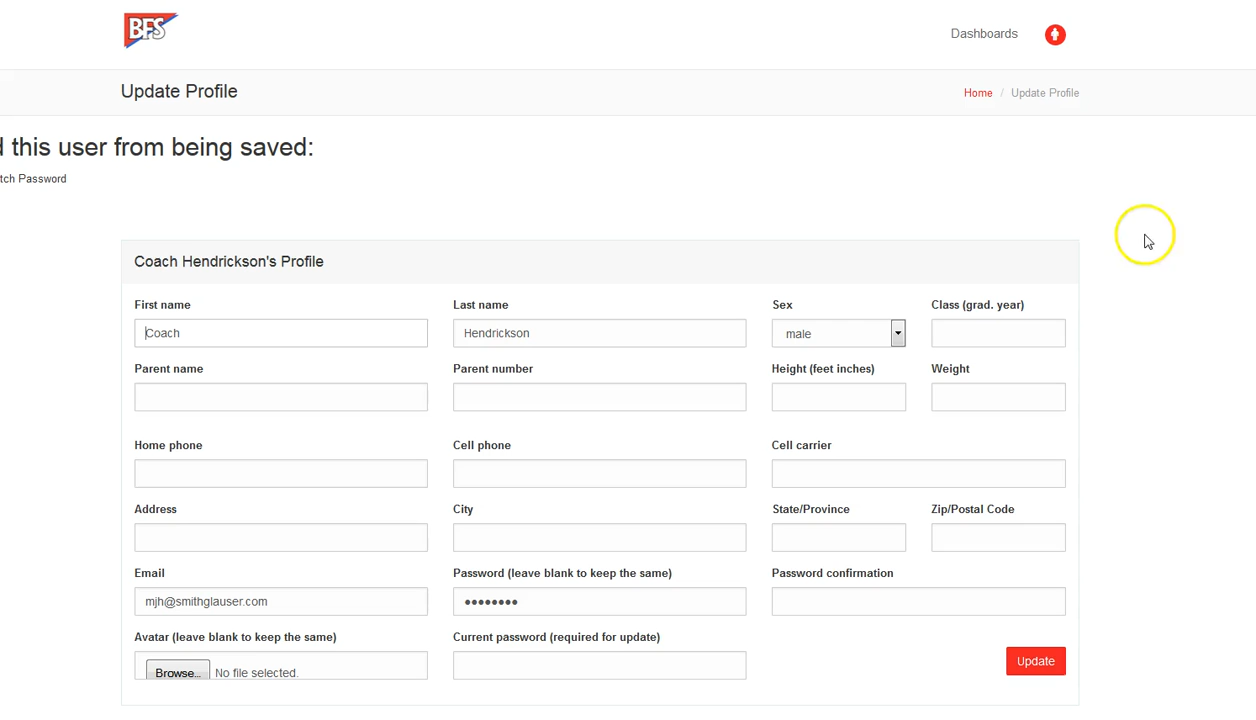 BFS
Dashboards
Update Profile
Home / Update Profile
this user from being saved:
Password
Coach Hendrickson's Profile
First name Last name Sex Class (grad. year)
Coach Hendrickson male
Parent name Parent number Height (feet inches) Weight
Home phone Cell phone Cell carrier
Address City State/Province Zip/Postal Code
Email Password (leave blank to keep the same) Password confirmation
mjh@smithglauser.com ••••••••
Avatar (leave blank to keep the same) Current password (required for update)
Browse... No file selected.
Update